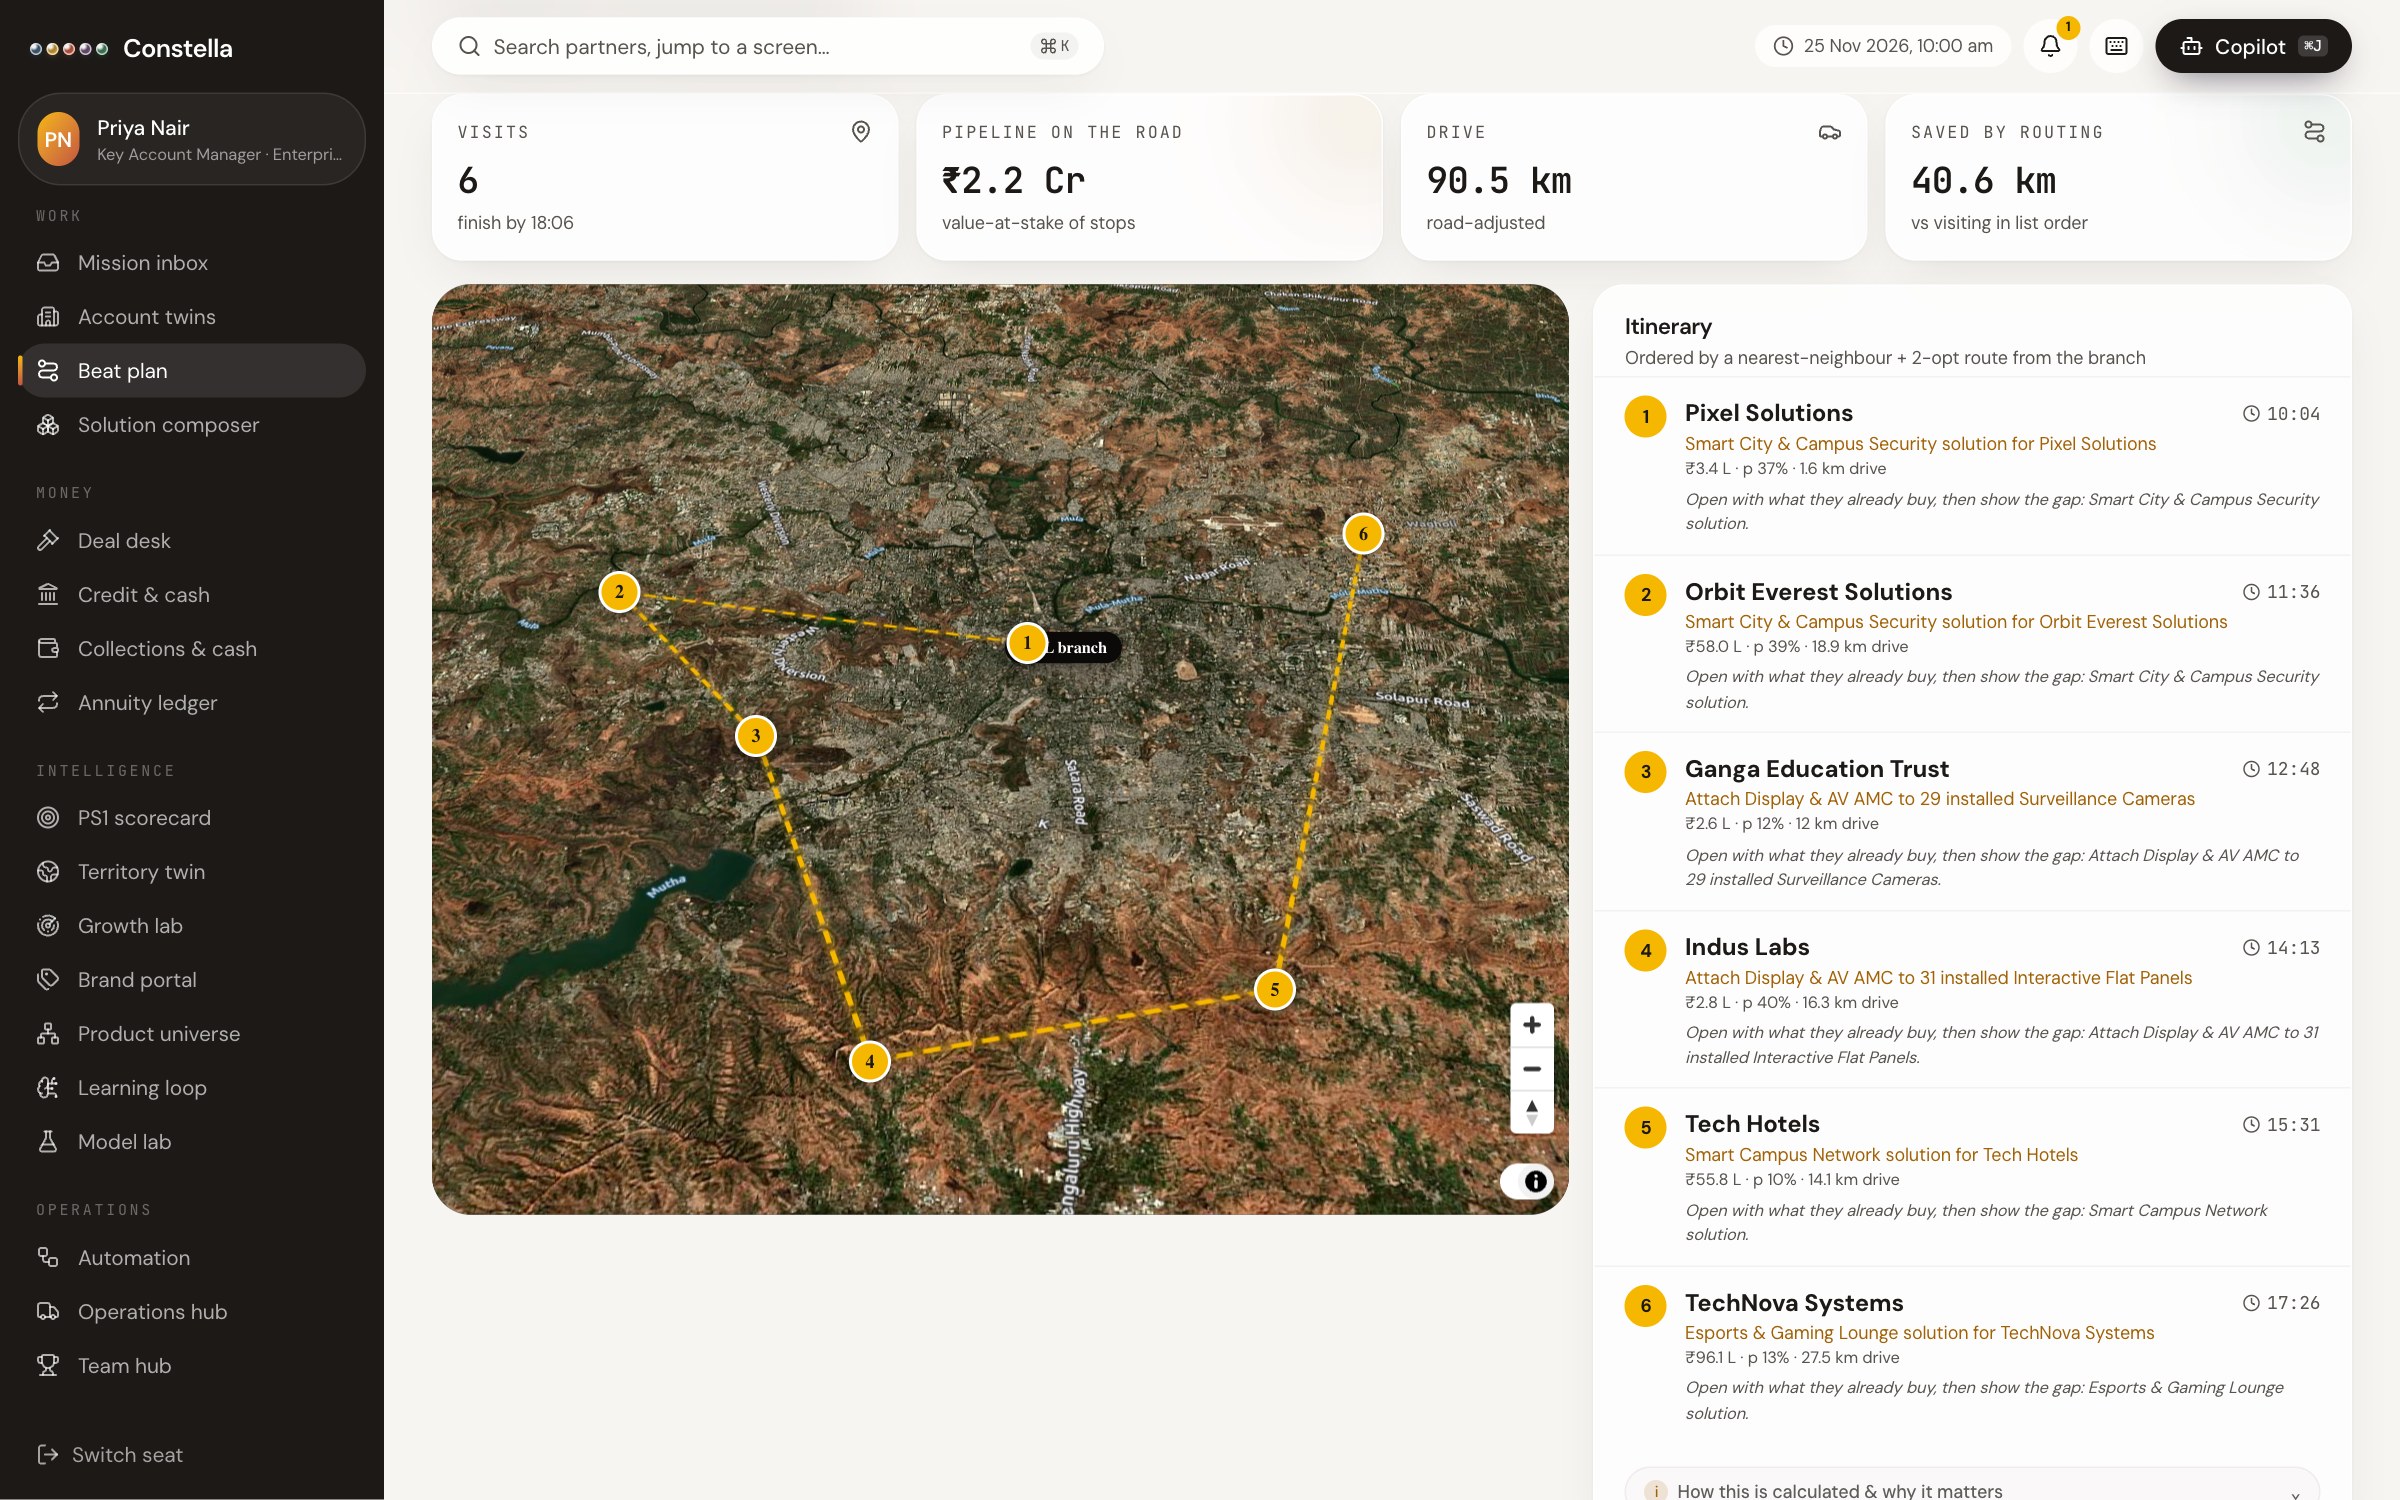 Constella
PN
Priya Nair
Key Account Manager · Enterpri...
WORK
Mission inbox
Account twins
Beat plan
Solution composer
MONEY
Deal desk
Credit & cash
Collections & cash
Annuity ledger
INTELLIGENCE
PS1 scorecard
Territory twin
Growth lab
Brand portal
Product universe
Learning loop
Model lab
OPERATIONS
Automation
Operations hub
Team hub
Switch seat
Search partners, jump to a screen...
⌘K
25 Nov 2026, 10:00 am
1
Copilot ⌘J
VISITS
6
finish by 18:06
PIPELINE ON THE ROAD
₹2.2 Cr
value-at-stake of stops
DRIVE
90.5 km
road-adjusted
SAVED BY ROUTING
40.6 km
vs visiting in list order
Chakan Shikrapur Road
Mula
Mula
Mula
Nagar Road
Wagholi
Mula-Mutha
Solapur Road
Satara Road
Saswad Road
Mutha
engaluru Highway
1
L branch
2
3
4
5
6
Itinerary
Ordered by a nearest-neighbour + 2-opt route from the branch
1
Pixel Solutions
10:04
Smart City & Campus Security solution for Pixel Solutions
₹3.4 L · p 37% · 1.6 km drive
Open with what they already buy, then show the gap: Smart City & Campus Security
solution.
2
Orbit Everest Solutions
11:36
Smart City & Campus Security solution for Orbit Everest Solutions
₹58.0 L · p 39% · 18.9 km drive
Open with what they already buy, then show the gap: Smart City & Campus Security
solution.
3
Ganga Education Trust
12:48
Attach Display & AV AMC to 29 installed Surveillance Cameras
₹2.6 L · p 12% · 12 km drive
Open with what they already buy, then show the gap: Attach Display & AV AMC to
29 installed Surveillance Cameras.
4
Indus Labs
14:13
Attach Display & AV AMC to 31 installed Interactive Flat Panels
₹2.8 L · p 40% · 16.3 km drive
Open with what they already buy, then show the gap: Attach Display & AV AMC to 31
installed Interactive Flat Panels.
5
Tech Hotels
15:31
Smart Campus Network solution for Tech Hotels
₹55.8 L · p 10% · 14.1 km drive
Open with what they already buy, then show the gap: Smart Campus Network
solution.
6
TechNova Systems
17:26
Esports & Gaming Lounge solution for TechNova Systems
₹96.1 L · p 13% · 27.5 km drive
Open with what they already buy, then show the gap: Esports & Gaming Lounge
solution.
How this is calculated & why it matters